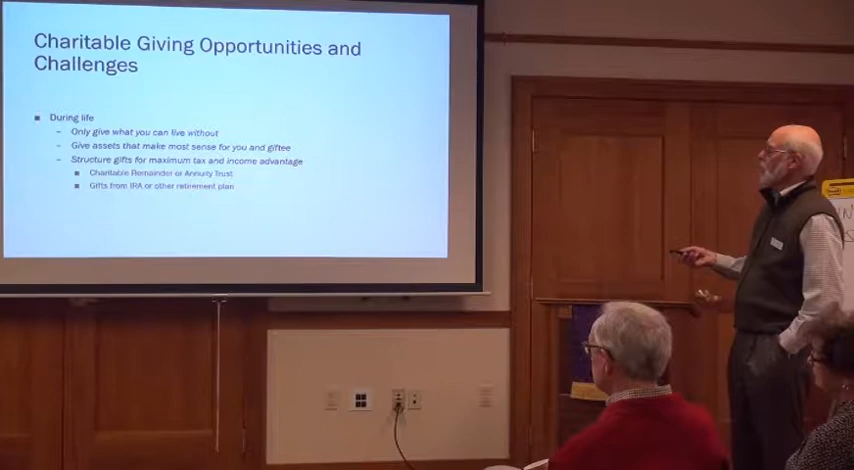 Charitable Giving Opportunities and
Challenges
During life
Only give what you can live without
Give assets that make most sense for you and giftee
Structure gifts for maximum tax and income advantage
Charitable Remainder or Annuity Trust
Gifts from IRA or other retirement plan